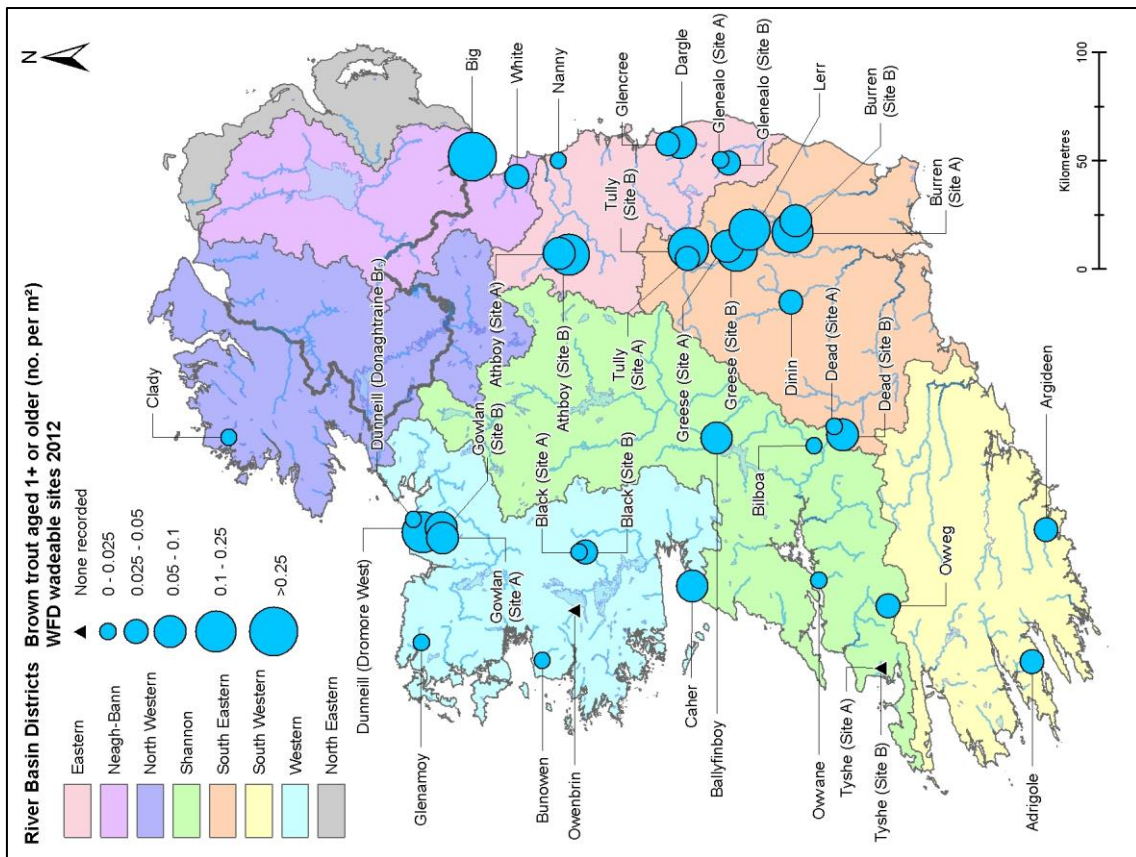 River Basin Districts
Eastern
Neagh-Bann
North Western
Shannon
South Eastern
South Western
Western
North Eastern
Brown trout aged 1+ or older (no. per m²)
WFD wadeable sites 2012
None recorded
0 - 0.025
0.025 - 0.05
0.05 - 0.1
0.1 - 0.25
>0.25
N
Clady
Dunneill (Donaghtraine Br.)
Dunneill (Dromore West)
Gowlan
(Site B)
Gowlan
(Site A)
Glenamoy
Bunowen
Owenbrin
Black (Site A)
Black (Site B)
Caher
Ballyfinboy
Bilboa
Owvane
Tyshe (Site A)
Tyshe (Site B)
Owveg
Adrigole
Argideen
Big
White
Nanny
Athboy (Site A)
Athboy (Site B)
Glencree
Dargle
Glenealo (Site A)
Glenealo (Site B)
Tully
(Site B)
Tully
(Site A)
Greese (Site A)
Greese (Site B)
Lerr
Burren
(Site B)
Burren
(Site A)
Dinin
Dead (Site A)
Dead (Site B)
0
50
100
Kilometres